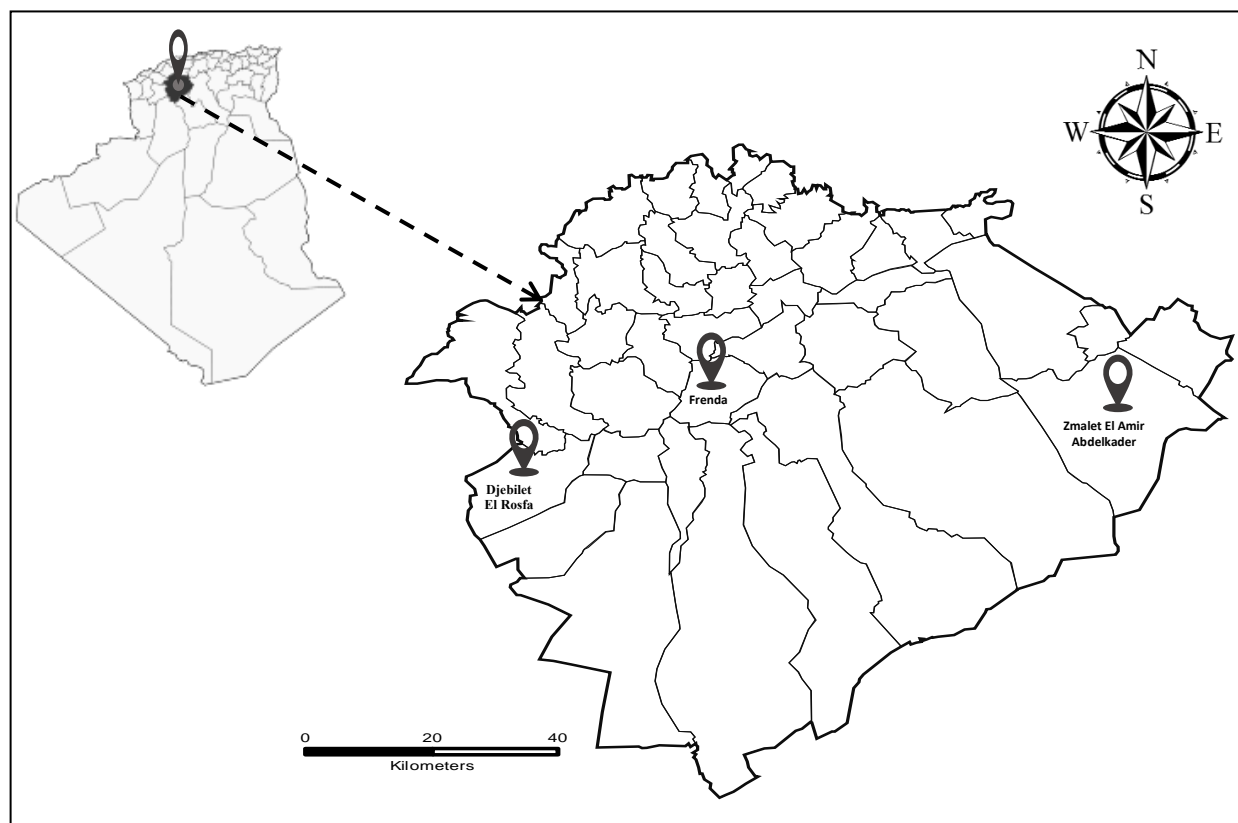 N
W
E
S
Frenda
Zmalet El Amir
Abdelkader
Djebilet
El Rosfa
0
20
40
Kilometers